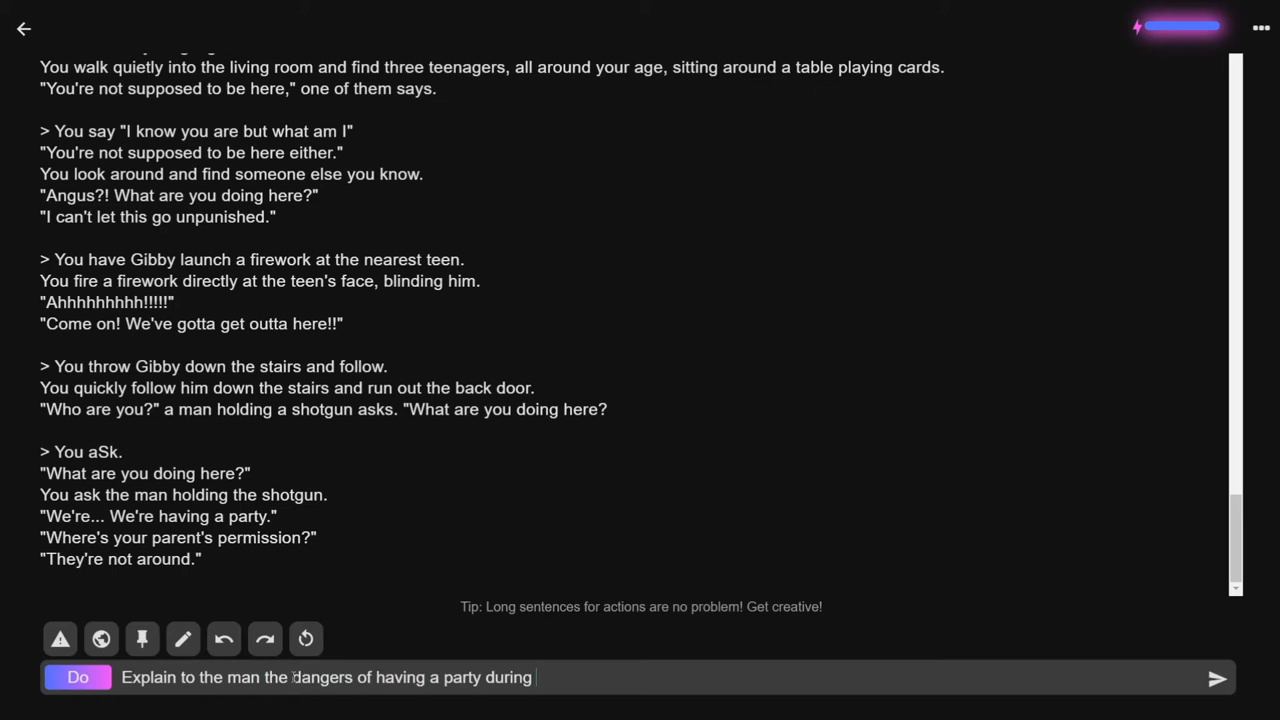 You walk quietly into the living room and find three teenagers, all around your age, sitting around a table playing cards.
"You're not supposed to be here," one of them says.
> You say "I know you are but what am I"
"You're not supposed to be here either."
You look around and find someone else you know.
"Angus?! What are you doing here?"
"I can't let this go unpunished."
> You have Gibby launch a firework at the nearest teen.
You fire a firework directly at the teen's face, blinding him.
"Ahhhhhhhhh!!!!!"
"Come on! We've gotta get outta here!!"
> You throw Gibby down the stairs and follow.
You quickly follow him down the stairs and run out the back door.
"Who are you?" a man holding a shotgun asks. "What are you doing here?
> You aSk.
"What are you doing here?"
You ask the man holding the shotgun.
"We're... We're having a party."
"Where's your parent's permission?"
"They're not around."
Tip: Long sentences for actions are no problem! Get creative!
Do Explain to the man the dangers of having a party during